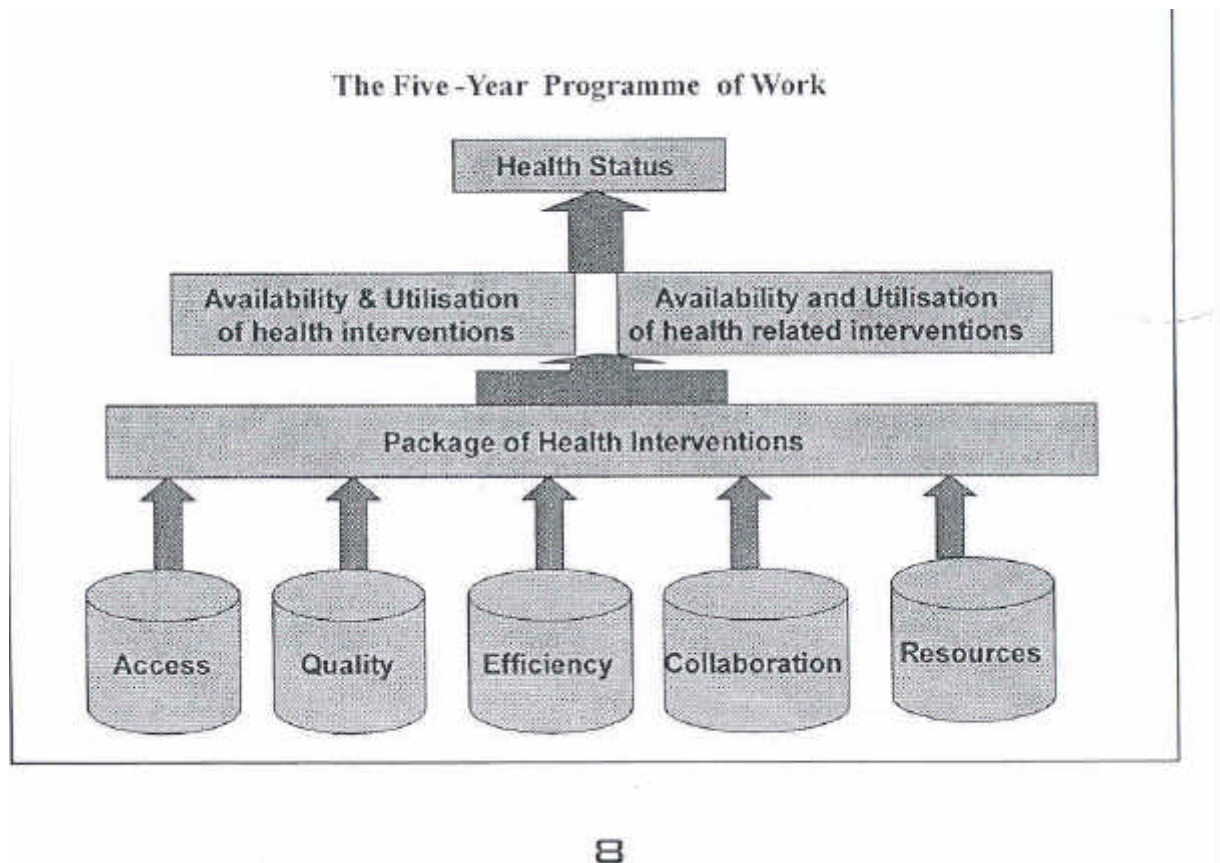 The Five-Year Programme of Work
Health Status
Availability & Utilisation
of health interventions
Availability and Utilisation
of health related interventions
Package of Health Interventions
Access
Quality
Efficiency
Collaboration
Resources
8